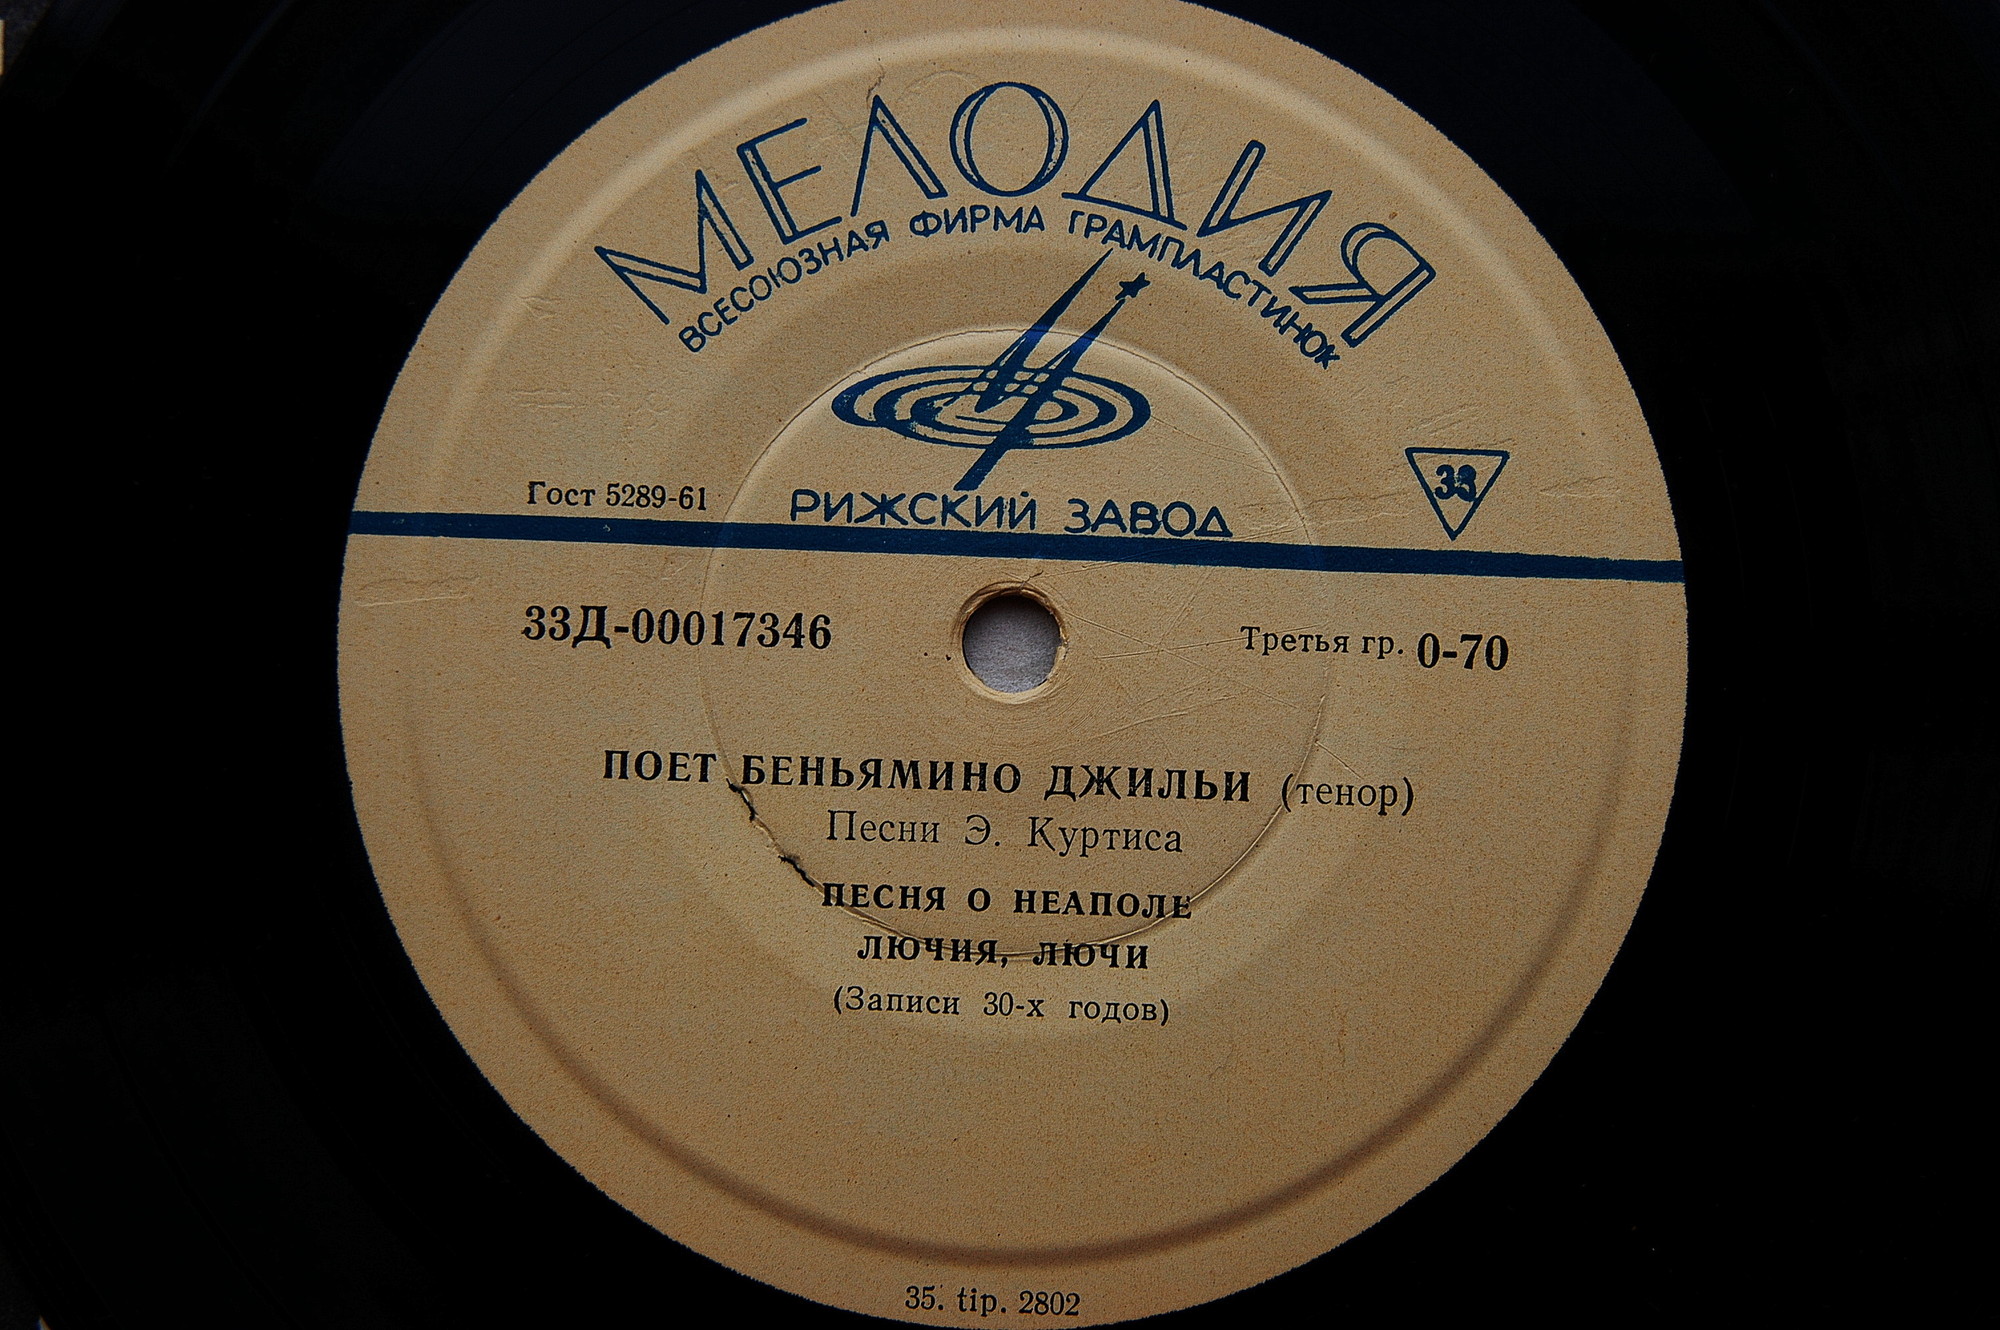 МЕЛОДИЯ
ВСЕСОЮЗНАЯ ФИРМА ГРАМПЛАСТИНОК
33
Гост 5289-61
РИЖСКИЙ ЗАВОД
33Д-00017346
Третья гр. 0-70
ПОЕТ БЕНЬЯМИНО ДЖИЛЬИ (тенор)
Песни Э. Куртиса
ПЕСНЯ О НЕАПОЛЕ
ЛЮЧИЯ, ЛЮЧИ
(Записи 30-х годов)
35. tip. 2802